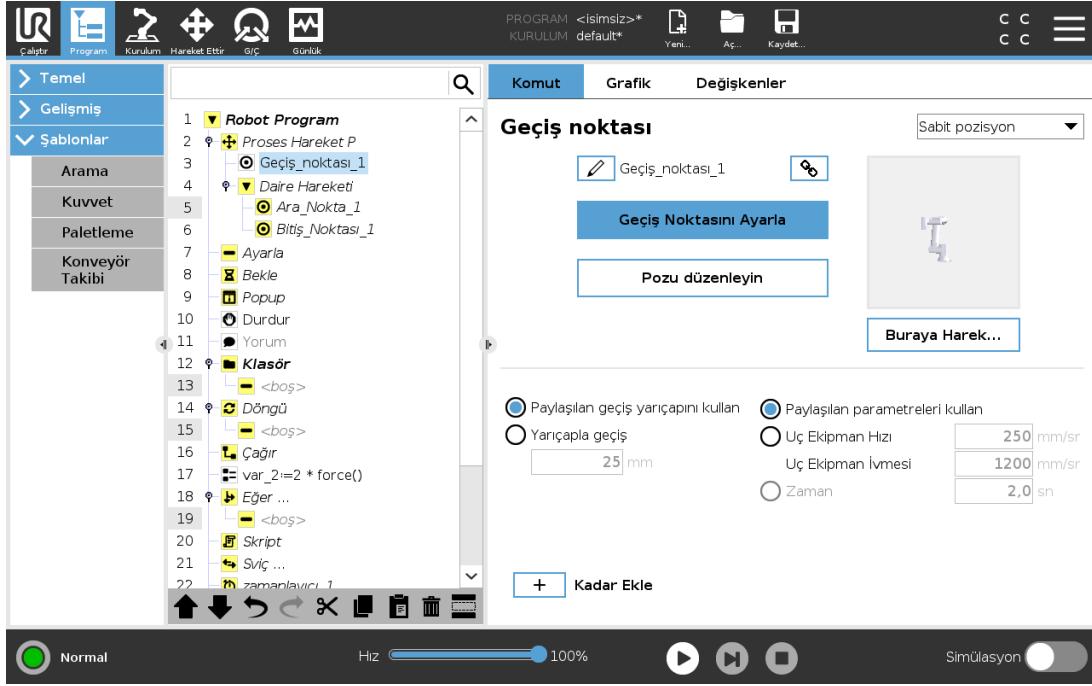 UR
PROGRAM <isimsiz>*
KURULUM default*
C C
C C
Çalıştır Program Kurulum Hareket Ettir G/Ç Günlük Yeni... Aç... Kaydet...
Temel
Gelişmiş
Şablonlar
Arama
Kuvvet
Paletleme
Konveyör
Takibi
1 Robot Program
2 Proses Hareket P
3 Geçiş_noktası_1
4 Daire Hareketi
5 Ara_Nokta_1
6 Bitiş_Noktası_1
7 Ayarla
8 Bekle
9 Popup
10 Durdur
11 Yorum
12 Klasör
13 <boş>
14 Döngü
15 <boş>
16 Çağır
17 var_2:=2 * force()
18 Eğer ...
19 <boş>
20 Skript
21 Sviç ...
22 zamanlayıcı_1
Komut Grafik Değişkenler
Geçiş noktası
Sabit pozisyon
Geçiş_noktası_1
Geçiş Noktasını Ayarla
Pozu düzenleyin
Buraya Harek...
Paylaşılan geçiş yarıçapını kullan
Yarıçapla geçiş
25 mm
Paylaşılan parametreleri kullan
Uç Ekipman Hızı 250 mm/sr
Uç Ekipman İvmesi 1200 mm/sr
Zaman 2,0 sn
+ Kadar Ekle
Normal
Hız 100%
Simülasyon